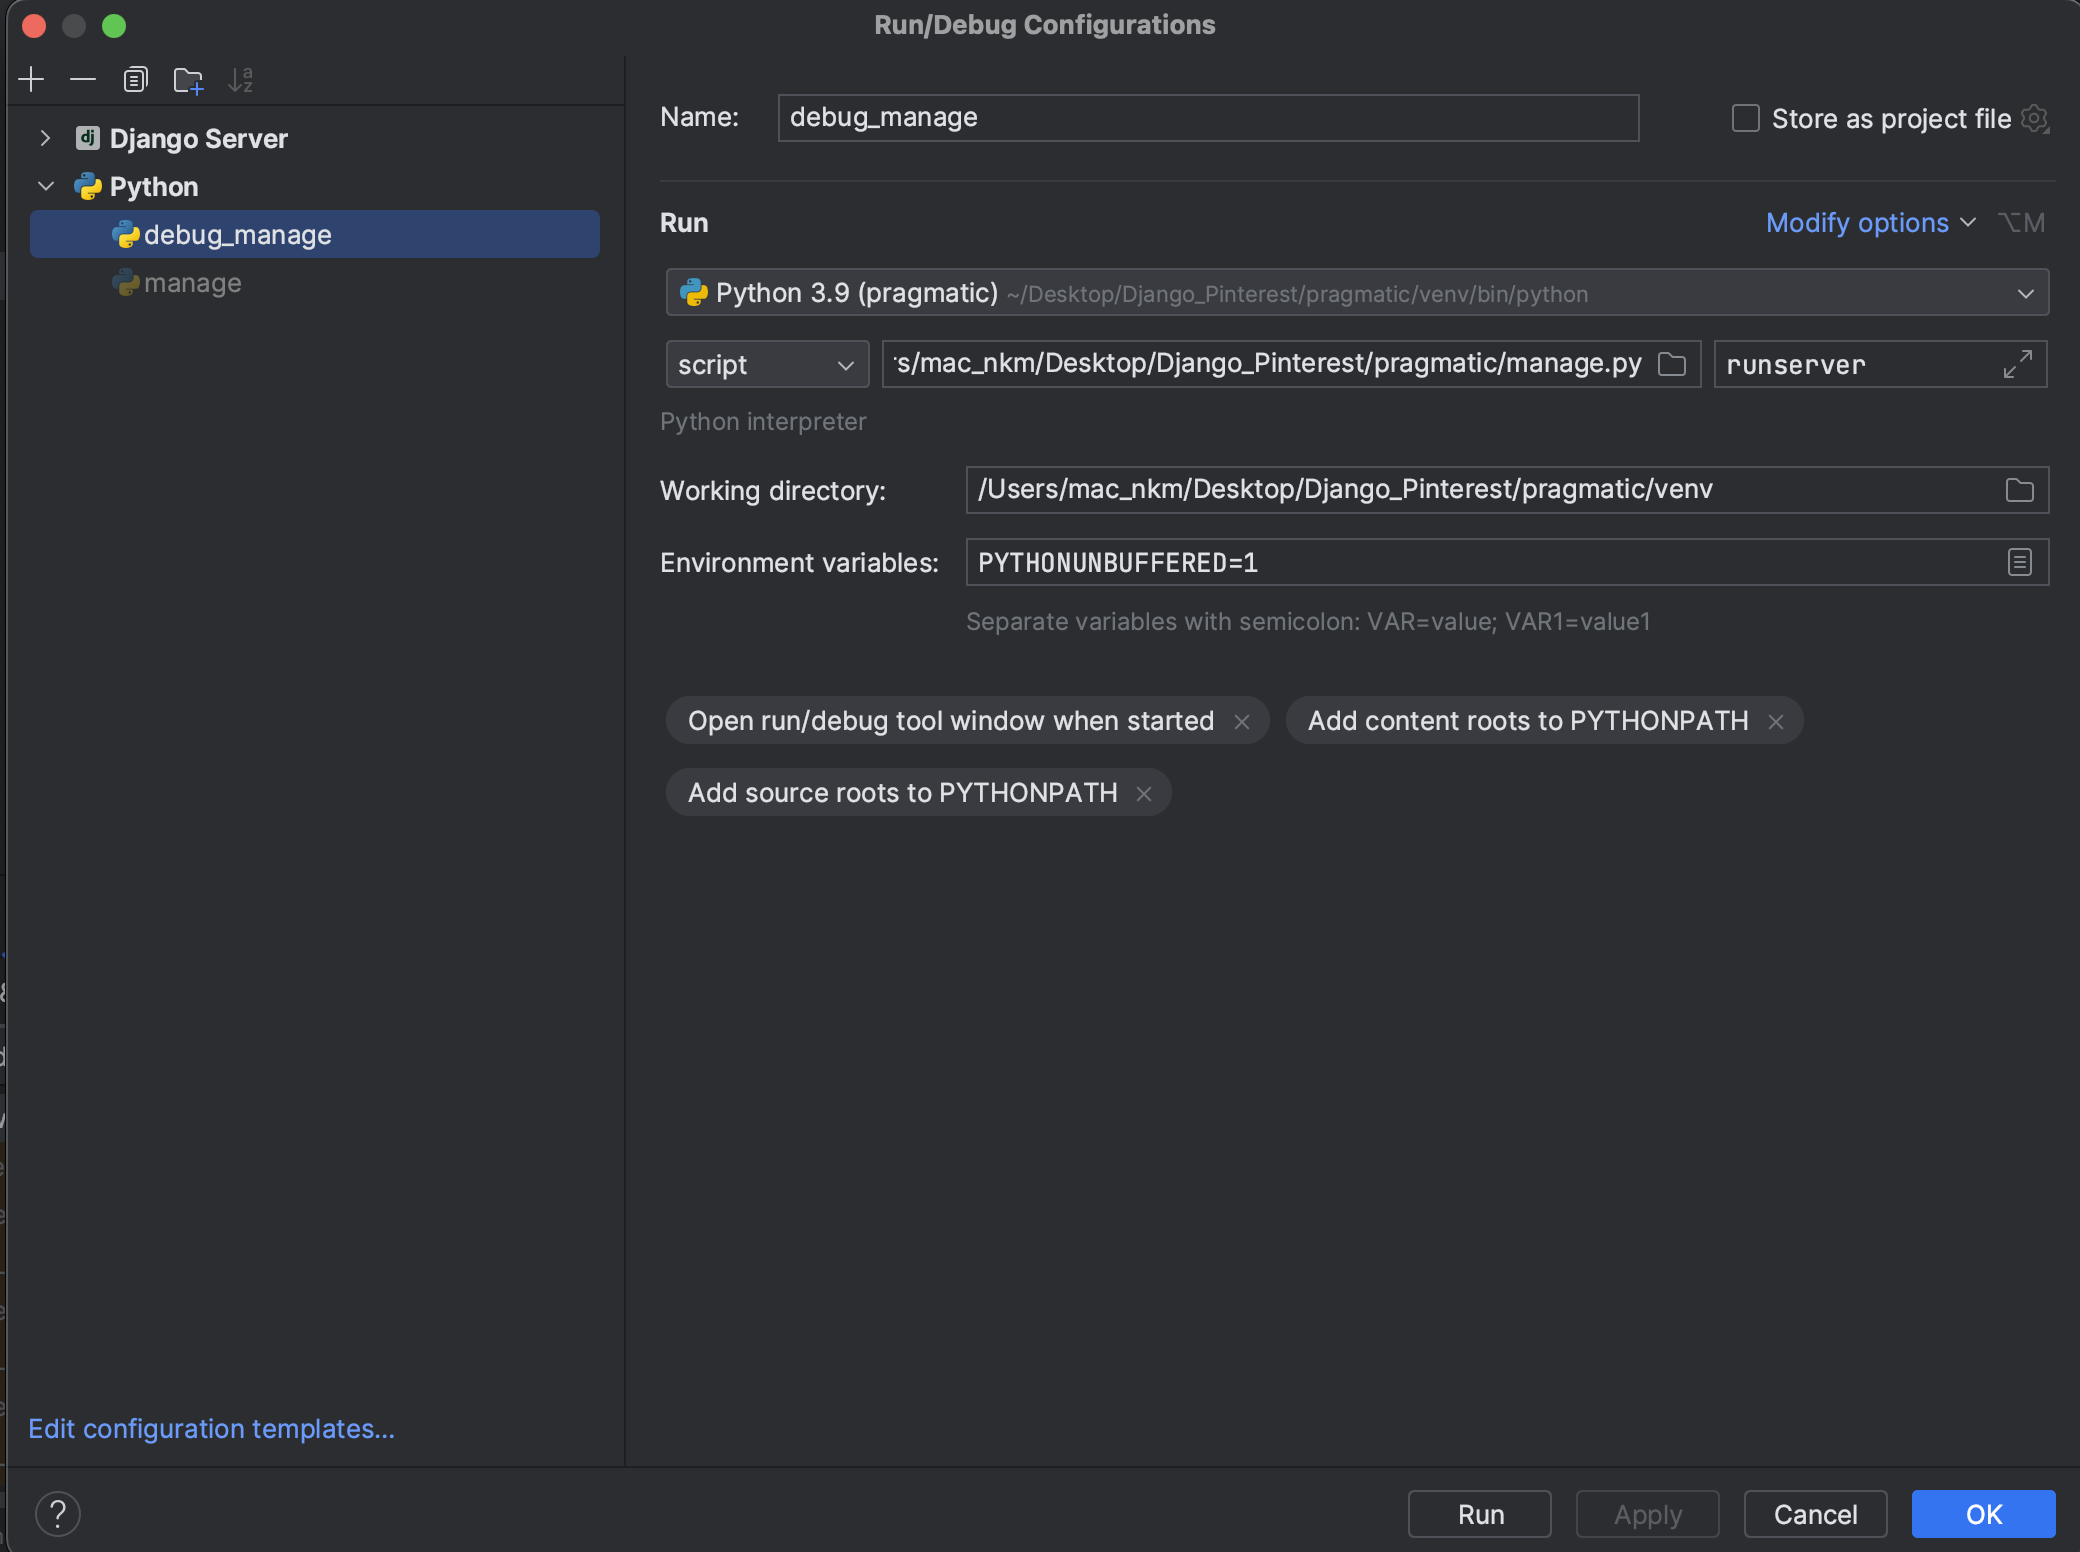 Run/Debug Configurations
Django Server
Python
debug_manage
manage
Edit configuration templates...
Name: debug_manage Store as project file
Run Modify options ⌥M
Python 3.9 (pragmatic) ~/Desktop/Django_Pinterest/pragmatic/venv/bin/python
script s/mac_nkm/Desktop/Django_Pinterest/pragmatic/manage.py runserver
Python interpreter
Working directory: /Users/mac_nkm/Desktop/Django_Pinterest/pragmatic/venv
Environment variables: PYTHONUNBUFFERED=1
Separate variables with semicolon: VAR=value; VAR1=value1
Open run/debug tool window when started × Add content roots to PYTHONPATH ×
Add source roots to PYTHONPATH ×
? Run Apply Cancel OK